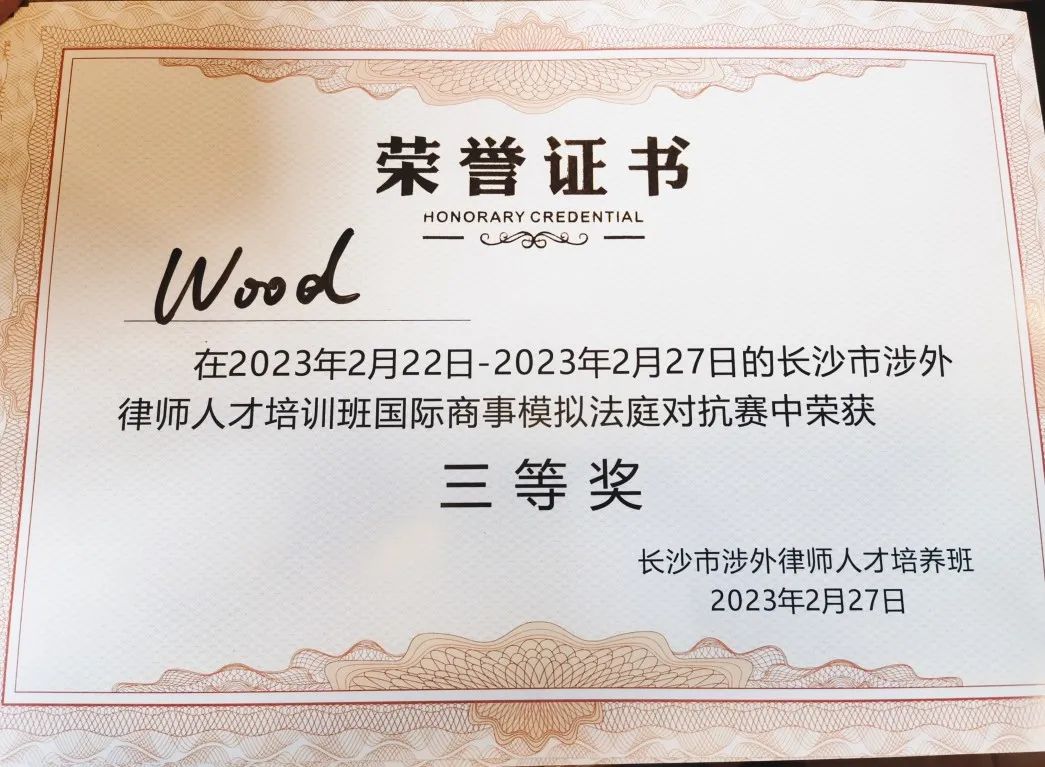 荣誉证书
HONORARY CREDENTIAL
Wood
在2023年2月22日-2023年2月27日的长沙市涉外
律师人才培训班国际商事模拟法庭对抗赛中荣获
三等奖
长沙市涉外律师人才培养班
2023年2月27日